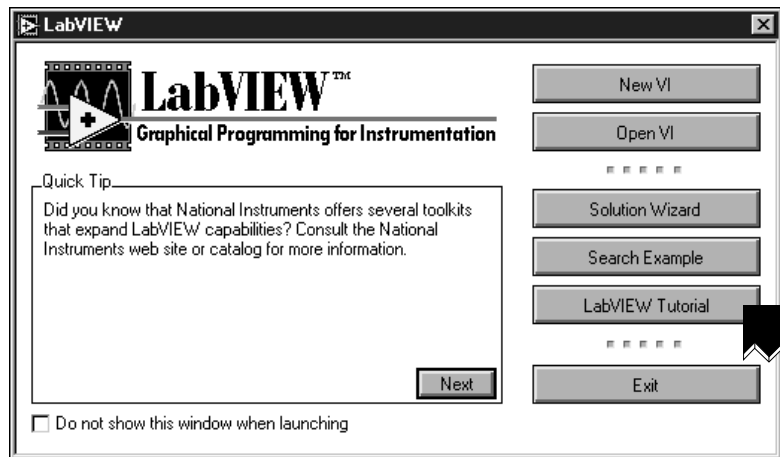 LabVIEW
LabVIEW™
Graphical Programming for Instrumentation
Quick Tip
Did you know that National Instruments offers several toolkits
that expand LabVIEW capabilities? Consult the National
Instruments web site or catalog for more information.
Next
Do not show this window when launching
New VI
Open VI
Solution Wizard
Search Example
LabVIEW Tutorial
Exit